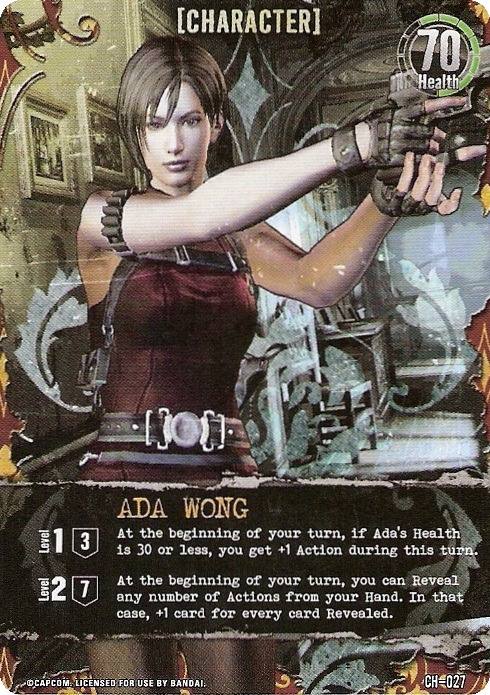 [CHARACTER]
70
Health
ADA WONG
Level 1 3
At the beginning of your turn, if Ada's Health
is 30 or less, you get +1 Action during this turn.
Level 2 7
At the beginning of your turn, you can Reveal
any number of Actions from your Hand. In that
case, +1 card for every card Revealed.
©CAPCOM. LICENSED FOR USE BY BANDAI.
CH-027